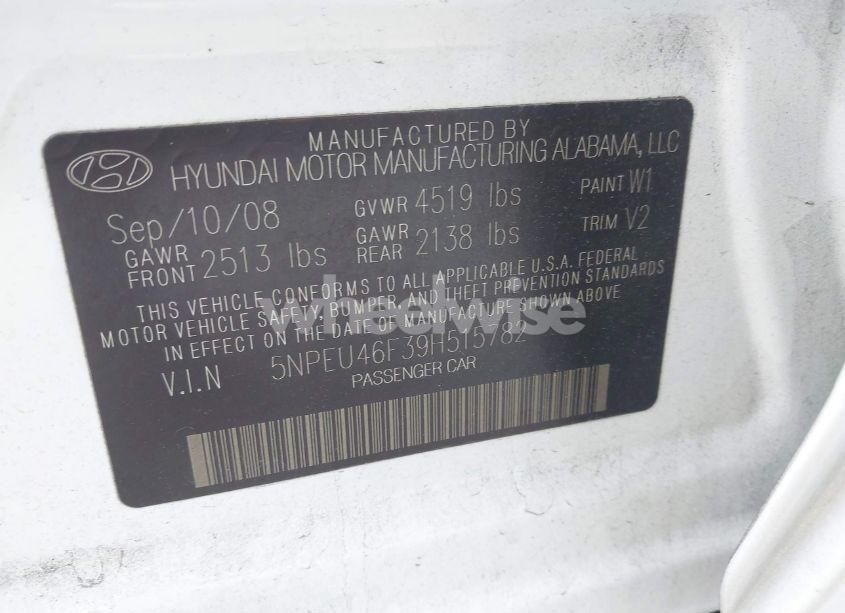 MANUFACTURED BY
HYUNDAI MOTOR MANUFACTURING ALABAMA, LLC
Sep/10/08 GVWR 4519 lbs PAINT W1
GAWR FRONT 2513 lbs GAWR REAR 2138 lbs TRIM V2
THIS VEHICLE CONFORMS TO ALL APPLICABLE U.S.A. FEDERAL
MOTOR VEHICLE SAFETY, BUMPER, AND THEFT PREVENTION STANDARDS
IN EFFECT ON THE DATE OF MANUFACTURE SHOWN ABOVE
V.I.N 5NPEU46F39H515782
PASSENGER CAR
wheelwise